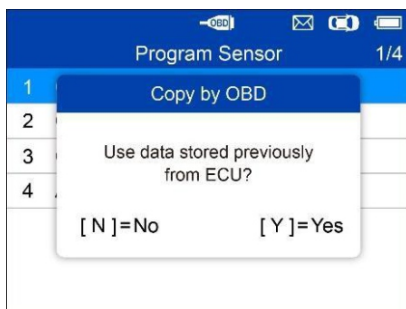 OBD
Program Sensor 1/4
1
Copy by OBD
2
Use data stored previously
3
from ECU?
4
[ N ]=No [ Y ]=Yes